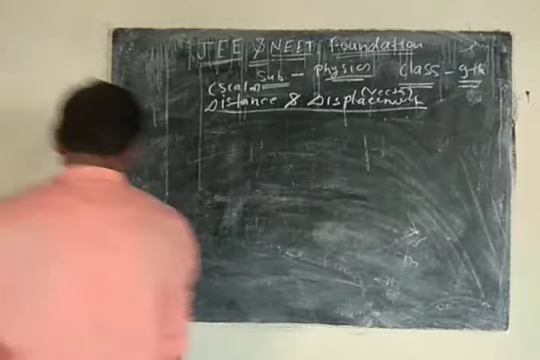 JEE & NEET Foundation
Sub - physics Class - 9th
(Scalar) (Vector)
Distance & Displacement